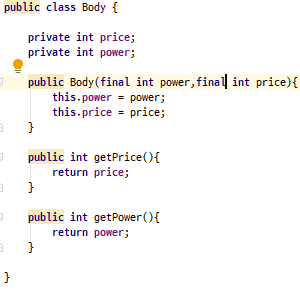 public class Body {
private int price;
private int power;
public Body(final int power,final int price){
this.power = power;
this.price = price;
}
public int getPrice(){
return price;
}
public int getPower(){
return power;
}
}